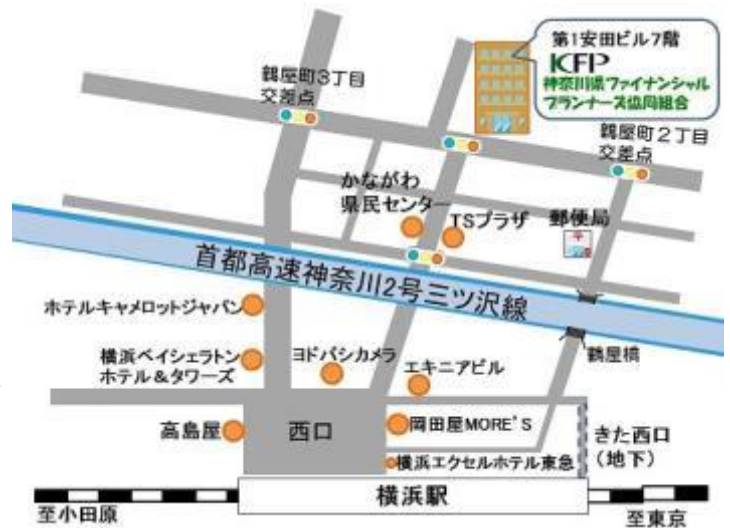 第1安田ビル7階
KFP
神奈川県ファイナンシャル
プランナーズ協同組合
鶴屋町3丁目
交差点
鶴屋町2丁目
交差点
かながわ
県民センター
TSプラザ
郵便局
〒
首都高速神奈川2号三ツ沢線
ホテルキャメロットジャパン
鶴屋橋
横浜ベイシェラトン
ホテル&タワーズ
ヨドバシカメラ
エキニアビル
高島屋
西口
岡田屋MORE'S
きた西口
(地下)
横浜エクセルホテル東急
横浜駅
至小田原
至東京